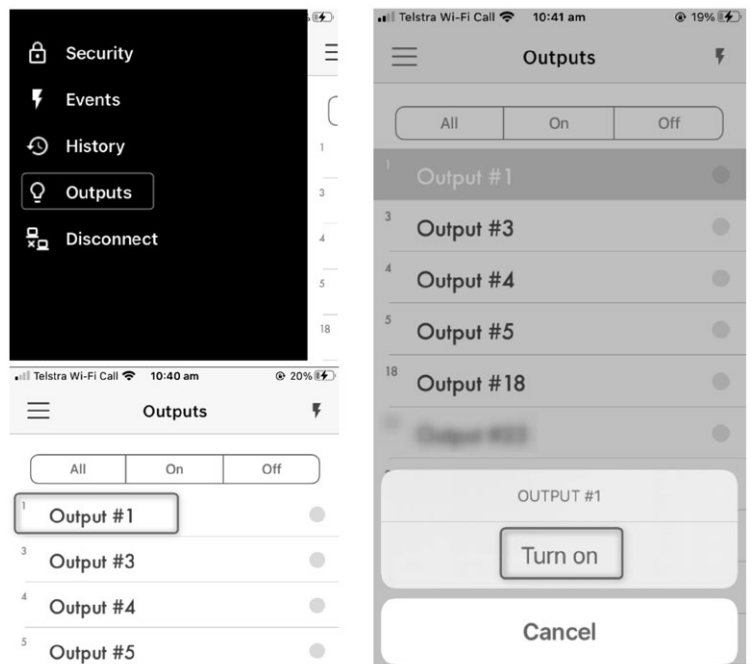 Security
Events
History
Outputs
Disconnect
1
3
4
5
18
Telstra Wi-Fi Call 10:40 am 20%
Outputs
All On Off
1 Output #1
3 Output #3
4 Output #4
5 Output #5
Telstra Wi-Fi Call 10:41 am 19%
Outputs
All On Off
1 Output #1
3 Output #3
4 Output #4
5 Output #5
18 Output #18
OUTPUT #1
Turn on
Cancel